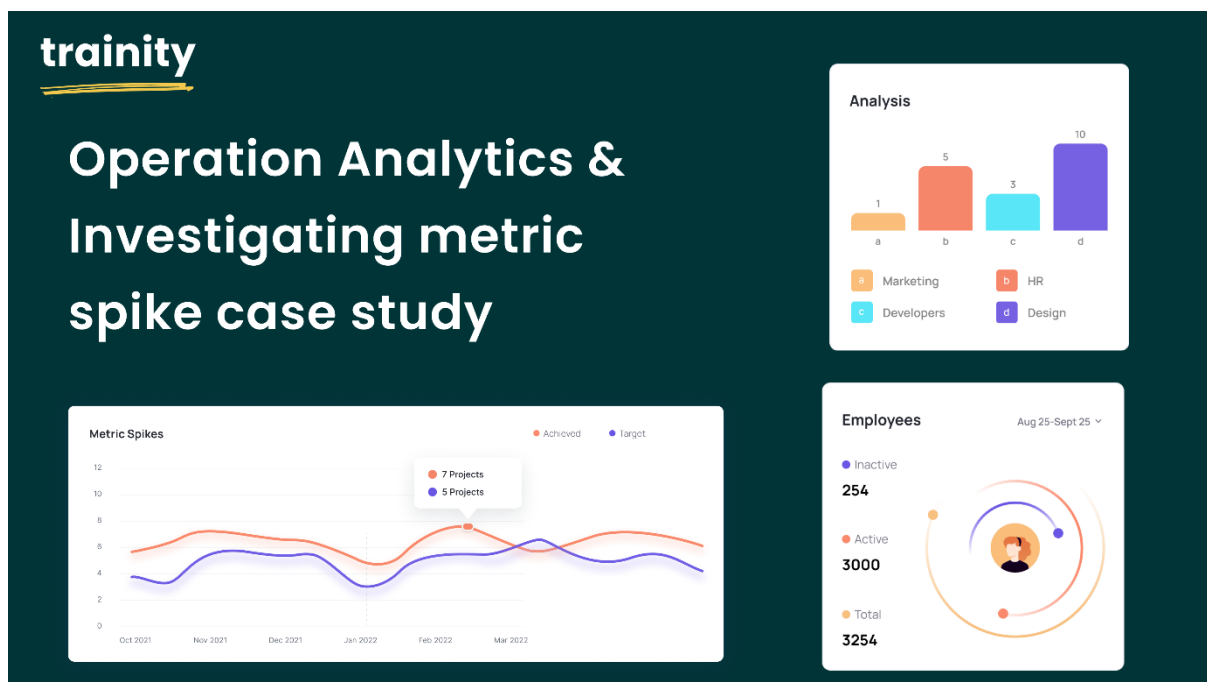 trainity
Operation Analytics &
Investigating metric
spike case study
Analysis
1
5
3
10
a
b
c
d
a Marketing
b HR
c Developers
d Design
Metric Spikes
Achieved
Target
7 Projects
5 Projects
12
10
8
6
4
2
0
Oct 2021
Nov 2021
Dec 2021
Jan 2022
Feb 2022
Mar 2022
Employees
Aug 25-Sept 25
Inactive
254
Active
3000
Total
3254